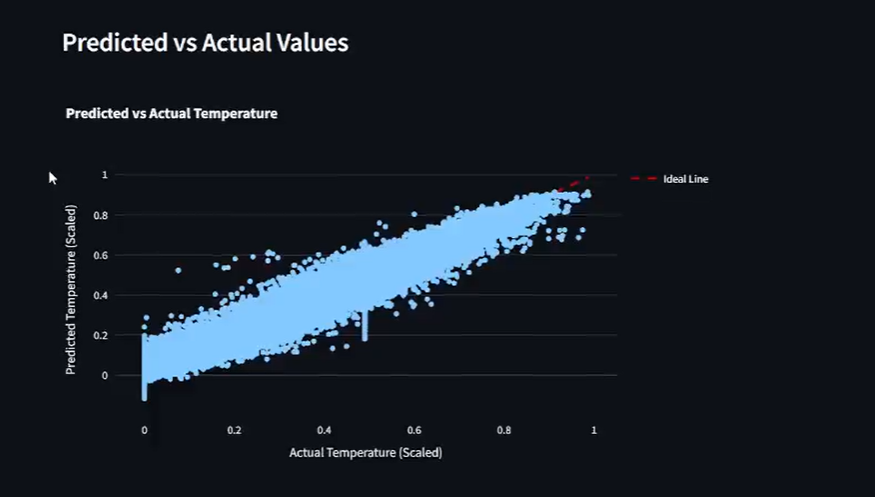 Predicted vs Actual Values
Predicted vs Actual Temperature
Ideal Line
Predicted Temperature (Scaled)
1
0.8
0.6
0.4
0.2
0
0
0.2
0.4
0.6
0.8
1
Actual Temperature (Scaled)